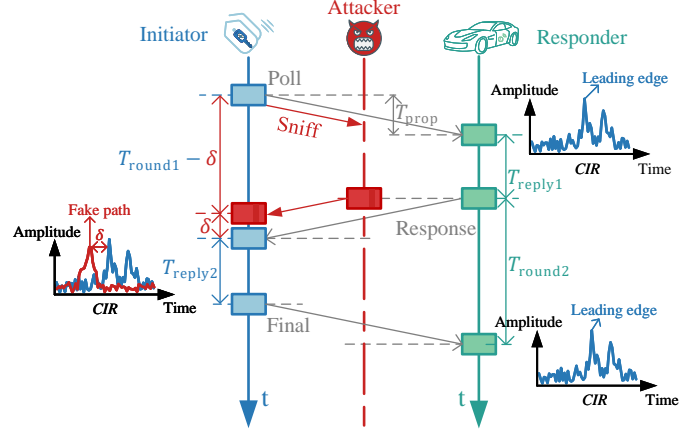 Attacker
Initiator
Responder
Poll
Leading edge
Amplitude
T_prop
Sniff
CIR
Time
T_round1 − δ
T_reply1
Fake path
δ
Amplitude
δ
Response
T_reply2
T_round2
CIR
Time
Final
Amplitude
Leading edge
CIR
Time
t
t